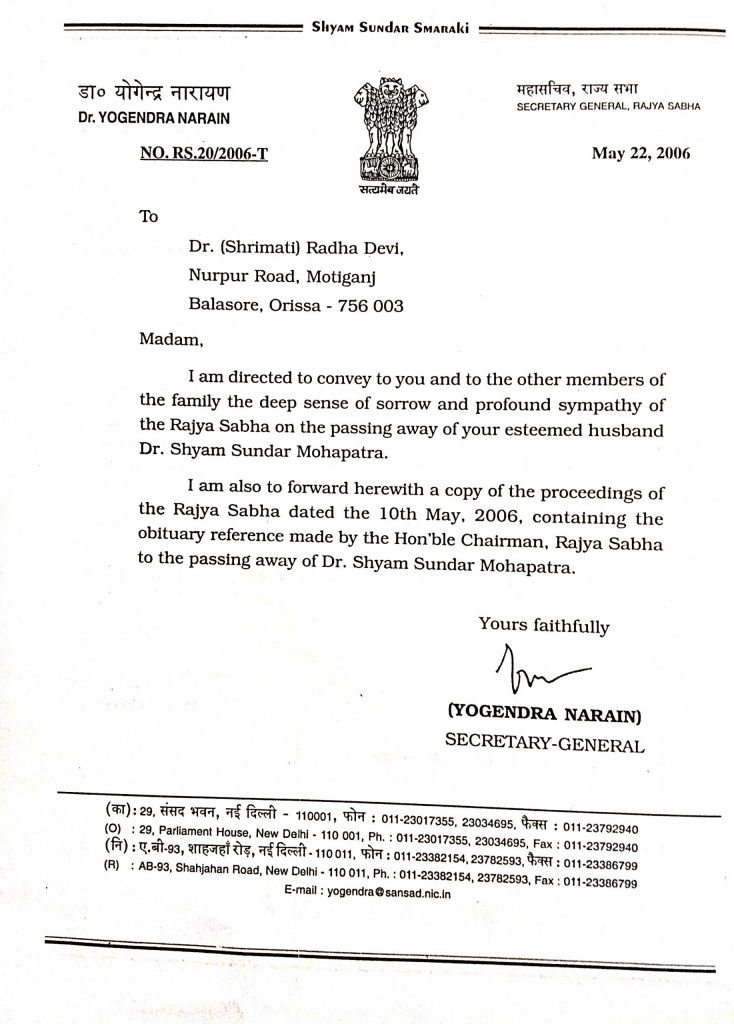 Shyam Sundar Smaraki
डा० योगेन्द्र नारायण
Dr. YOGENDRA NARAIN
महासचिव, राज्य सभा
SECRETARY GENERAL, RAJYA SABHA
NO. RS.20/2006-T
May 22, 2006
सत्यमेव जयते
To
Dr. (Shrimati) Radha Devi,
Nurpur Road, Motiganj
Balasore, Orissa - 756 003
Madam,
I am directed to convey to you and to the other members of
the family the deep sense of sorrow and profound sympathy of
the Rajya Sabha on the passing away of your esteemed husband
Dr. Shyam Sundar Mohapatra.
I am also to forward herewith a copy of the proceedings of
the Rajya Sabha dated the 10th May, 2006, containing the
obituary reference made by the Hon'ble Chairman, Rajya Sabha
to the passing away of Dr. Shyam Sundar Mohapatra.
Yours faithfully
(YOGENDRA NARAIN)
SECRETARY-GENERAL
(का) : 29, संसद भवन, नई दिल्ली - 110001, फोन : 011-23017355, 23034695, फैक्स : 011-23792940
(O) : 29, Parliament House, New Delhi - 110 001, Ph. : 011-23017355, 23034695, Fax : 011-23792940
(नि) : ए.बी-93, शाहजहाँ रोड़, नई दिल्ली - 110 011, फोन : 011-23382154, 23782593, फैक्स : 011-23386799
(R) : AB-93, Shahjahan Road, New Delhi - 110 011, Ph. : 011-23382154, 23782593, Fax : 011-23386799
E-mail : yogendra@sansad.nic.in